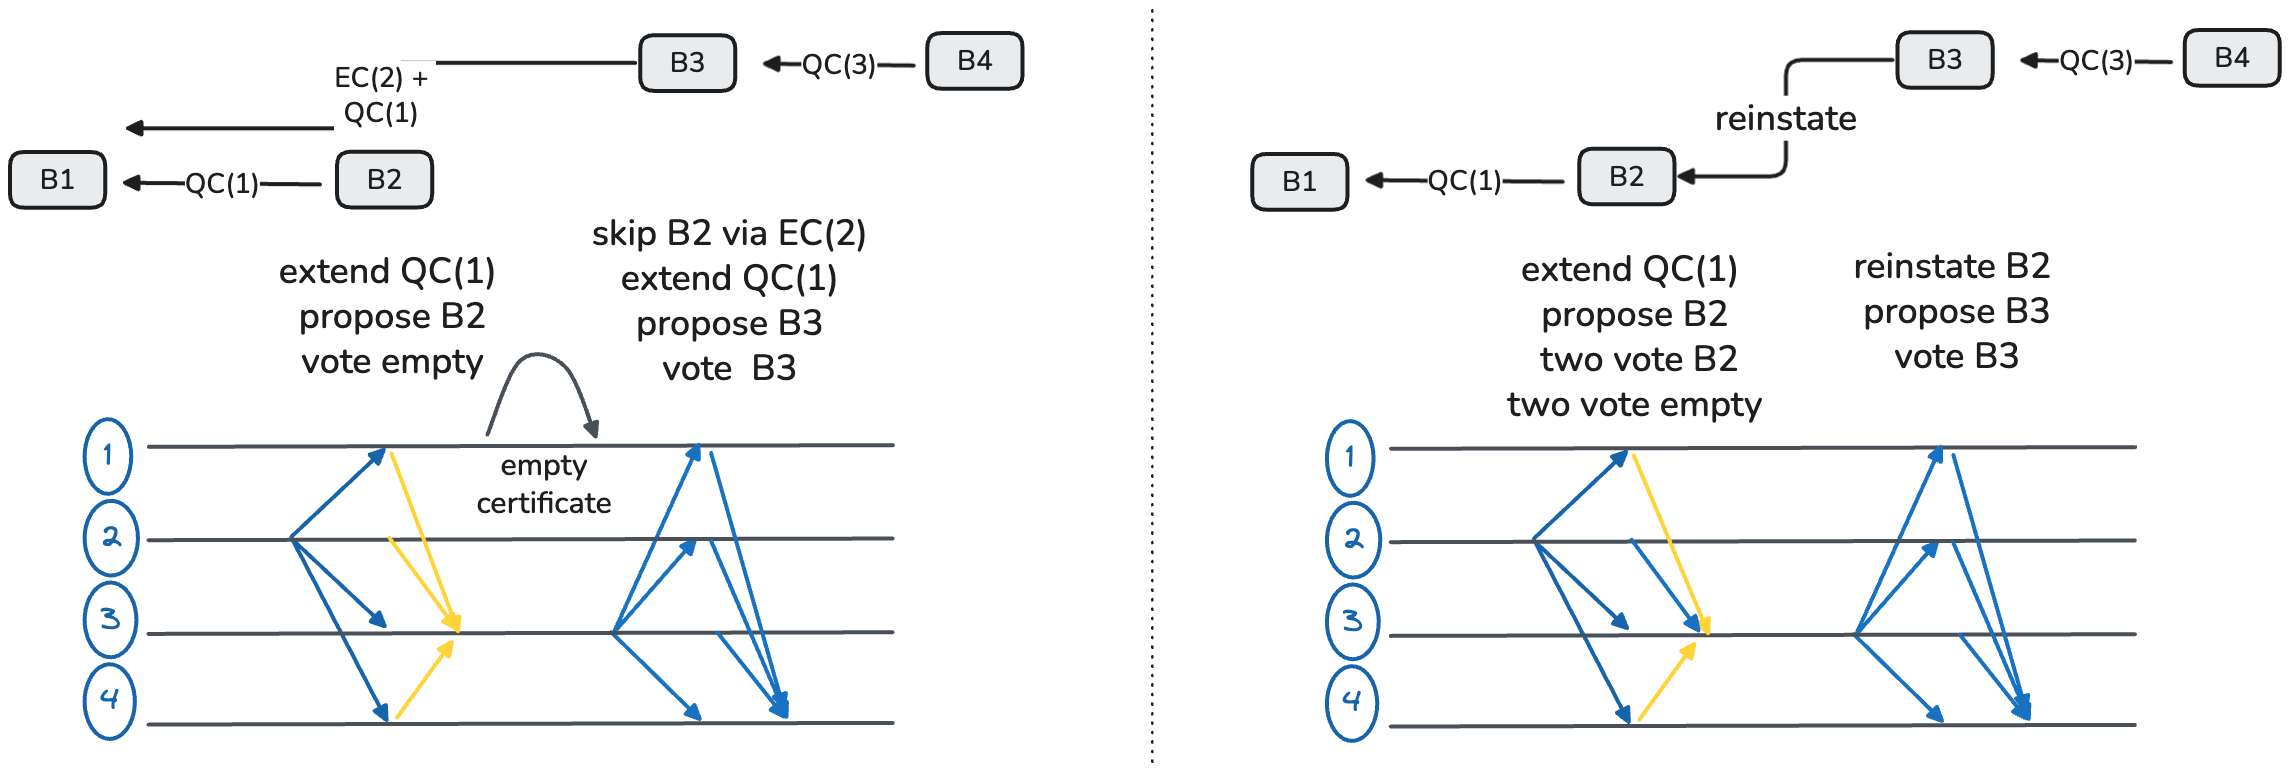 EC(2) +
QC(1)
B3
QC(3)
B4
B1
QC(1)
B2
skip B2 via EC(2)
extend QC(1)
propose B3
vote B3
extend QC(1)
propose B2
vote empty
empty
certificate
1
2
3
4
B3
QC(3)
B4
reinstate
B1
QC(1)
B2
extend QC(1)
propose B2
two vote B2
two vote empty
reinstate B2
propose B3
vote B3
1
2
3
4